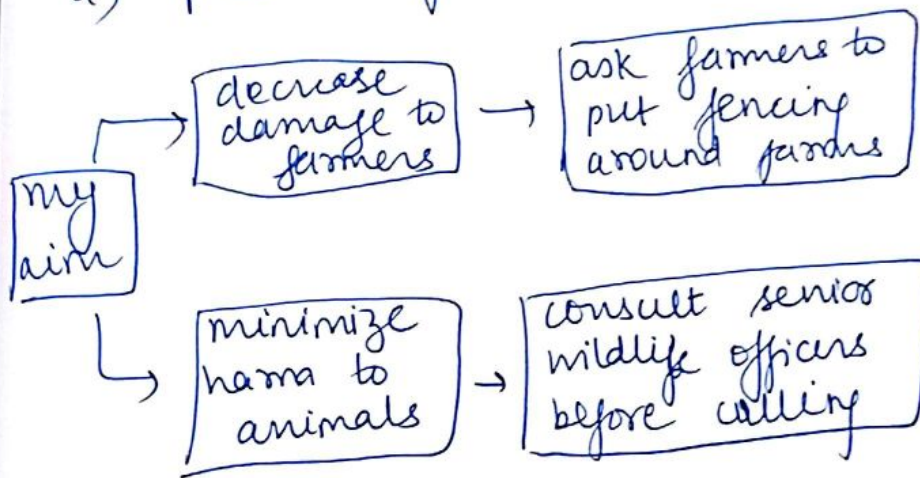 decrease
damage to
farmers
ask farmers to
put fencing
around farms
my
aim
minimize
harm to
animals
consult senior
wildlife officers
before culling